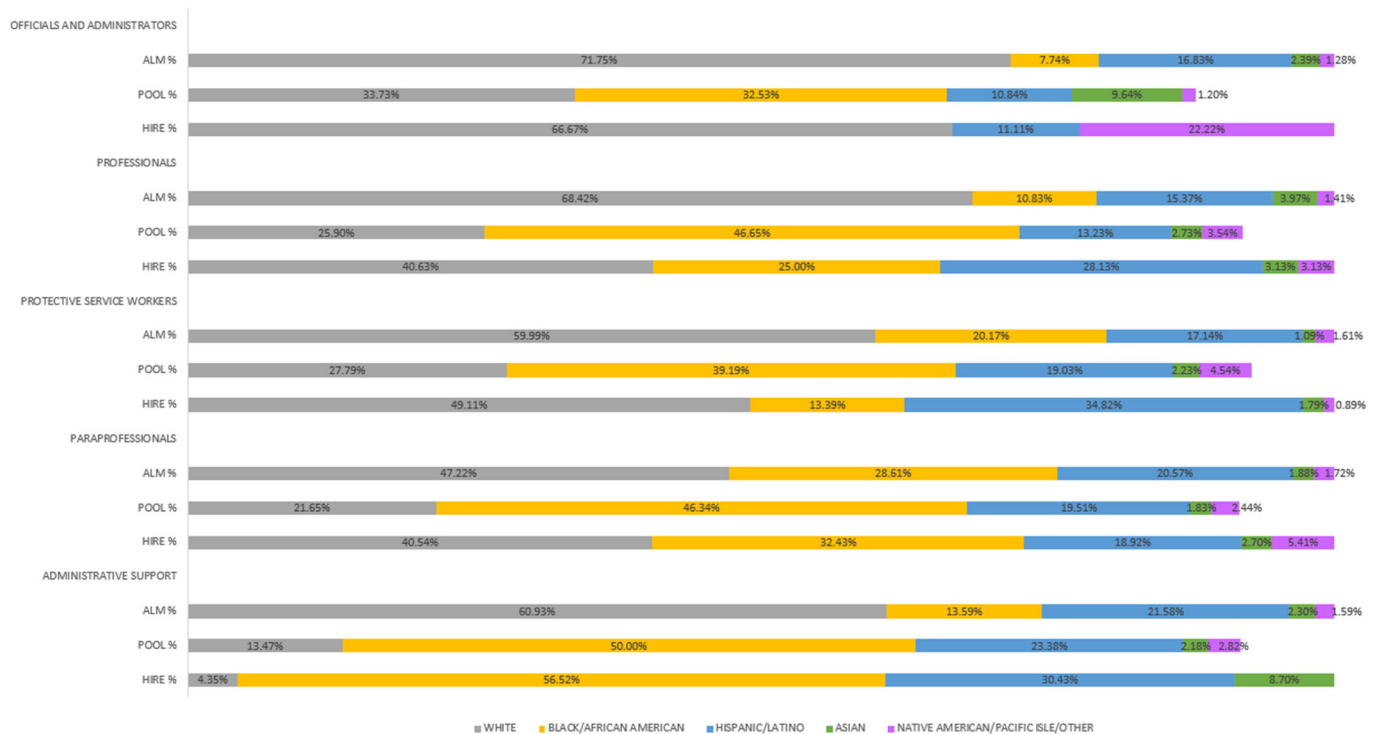 OFFICIALS AND ADMINISTRATORS
ALM % 71.75% 7.74% 16.83% 2.39% 1.28%
POOL % 33.73% 32.53% 10.84% 9.64% 1.20%
HIRE % 66.67% 11.11% 22.22%
PROFESSIONALS
ALM % 68.42% 10.83% 15.37% 3.97% 1.41%
POOL % 25.90% 46.65% 13.23% 2.73% 3.54%
HIRE % 40.63% 25.00% 28.13% 3.13% 3.13%
PROTECTIVE SERVICE WORKERS
ALM % 59.99% 20.17% 17.14% 1.09% 1.61%
POOL % 27.79% 39.19% 19.03% 2.23% 4.54%
HIRE % 49.11% 13.39% 34.82% 1.79% 0.89%
PARAPROFESSIONALS
ALM % 47.22% 28.61% 20.57% 1.88% 1.72%
POOL % 21.65% 46.34% 19.51% 1.83% 2.44%
HIRE % 40.54% 32.43% 18.92% 2.70% 5.41%
ADMINISTRATIVE SUPPORT
ALM % 60.93% 13.59% 21.58% 2.30% 1.59%
POOL % 13.47% 50.00% 23.38% 2.18% 2.82%
HIRE % 4.35% 56.52% 30.43% 8.70%
WHITE BLACK/AFRICAN AMERICAN HISPANIC/LATINO ASIAN NATIVE AMERICAN/PACIFIC ISLE/OTHER